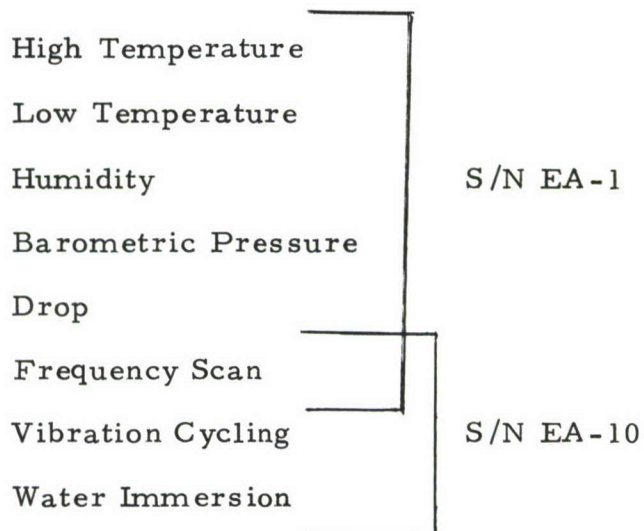 High Temperature
Low Temperature
Humidity S/N EA-1
Barometric Pressure
Drop
Frequency Scan
Vibration Cycling S/N EA-10
Water Immersion